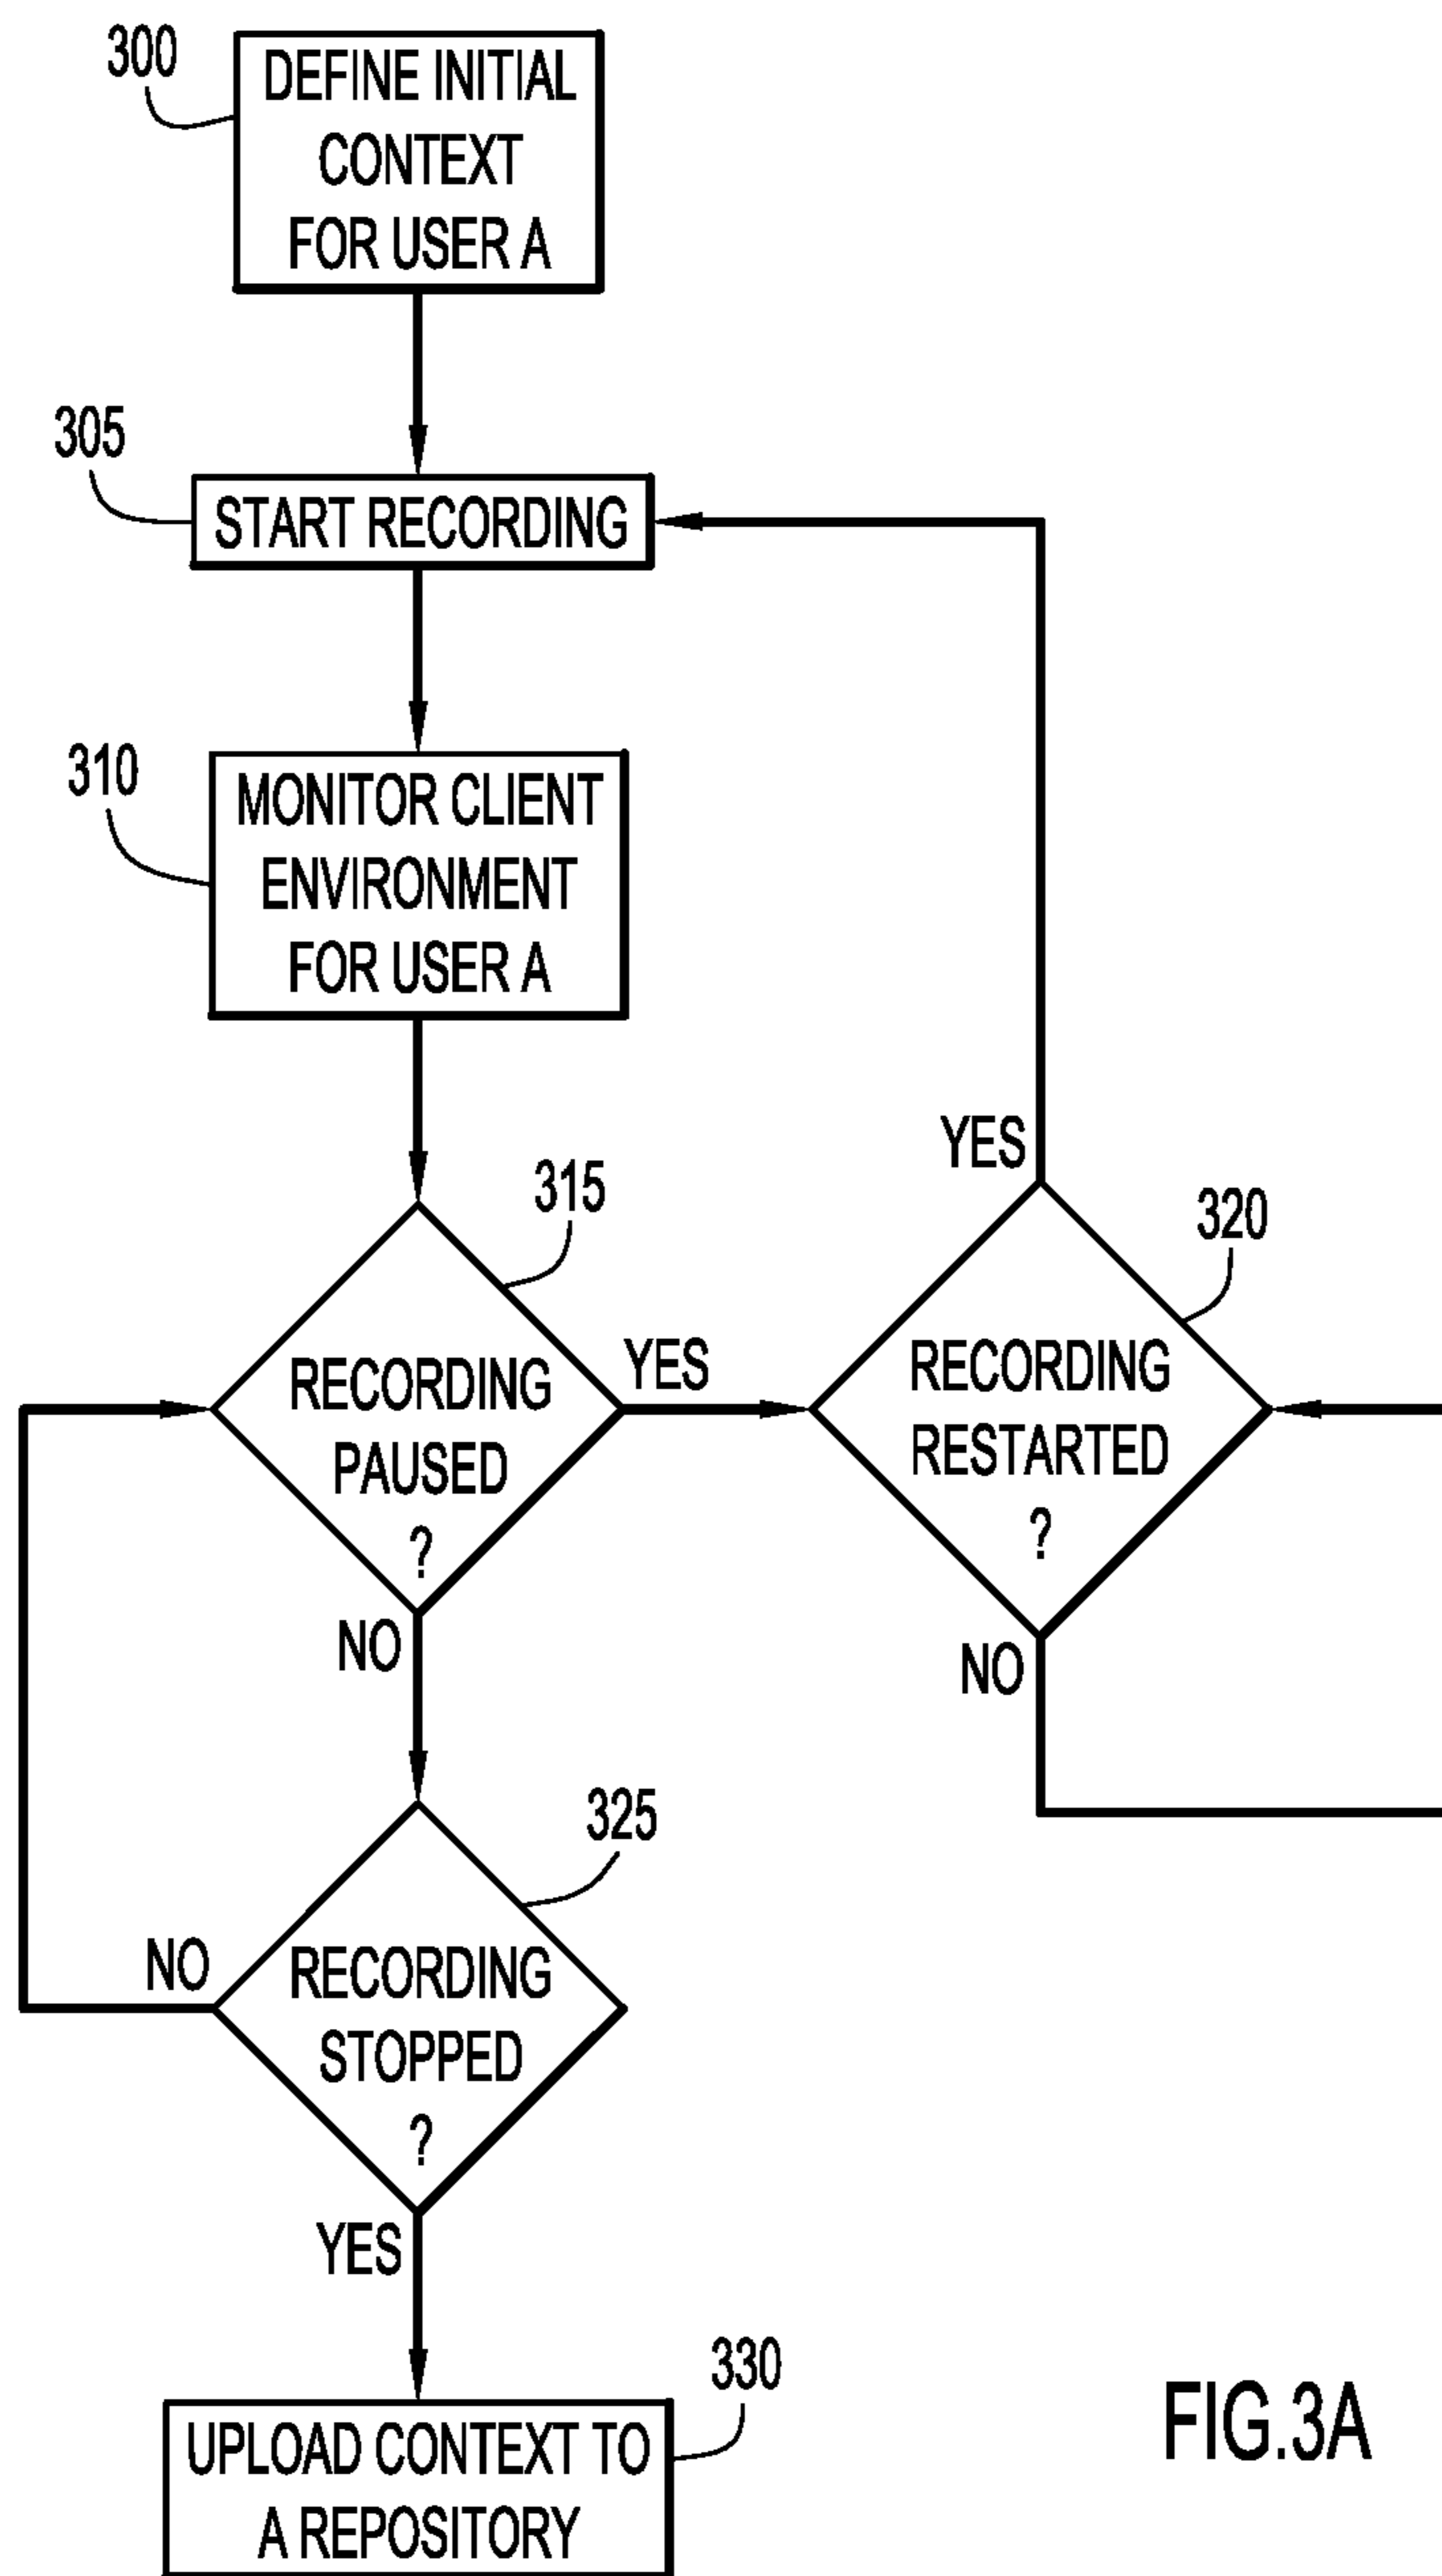 300
DEFINE INITIAL
CONTEXT
FOR USER A
305
START RECORDING
310
MONITOR CLIENT
ENVIRONMENT
FOR USER A
315
RECORDING
PAUSED
?
YES
NO
320
RECORDING
RESTARTED
?
YES
NO
325
RECORDING
STOPPED
?
NO
YES
330
UPLOAD CONTEXT TO
A REPOSITORY
FIG.3A